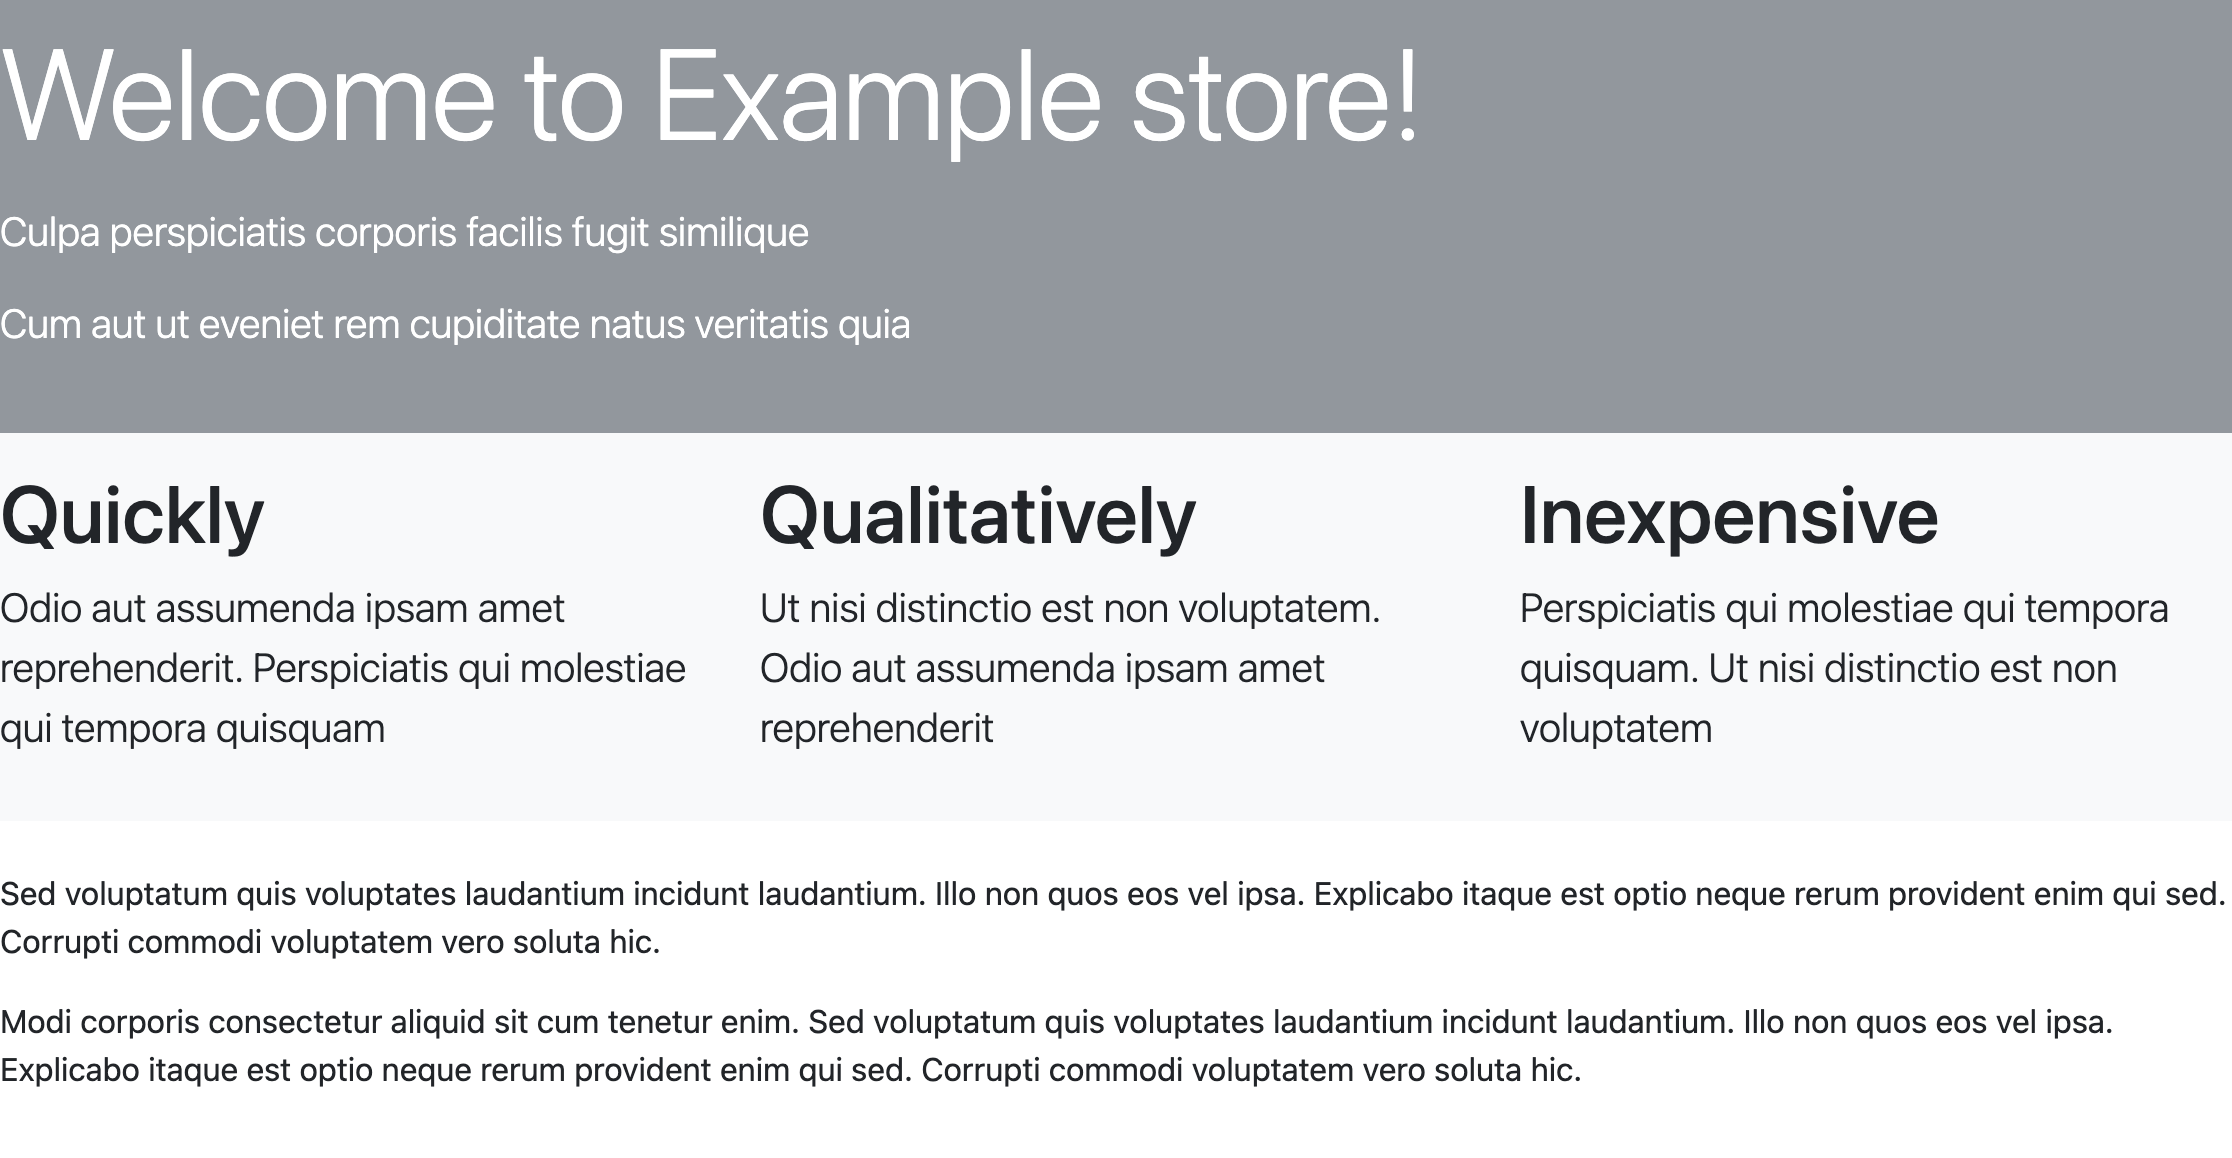 Welcome to Example store!
Culpa perspiciatis corporis facilis fugit similique
Cum aut ut eveniet rem cupiditate natus veritatis quia
Quickly
Odio aut assumenda ipsam amet
reprehenderit. Perspiciatis qui molestiae
qui tempora quisquam
Qualitatively
Ut nisi distinctio est non voluptatem.
Odio aut assumenda ipsam amet
reprehenderit
Inexpensive
Perspiciatis qui molestiae qui tempora
quisquam. Ut nisi distinctio est non
voluptatem
Sed voluptatum quis voluptates laudantium incidunt laudantium. Illo non quos eos vel ipsa. Explicabo itaque est optio neque rerum provident enim qui sed.
Corrupti commodi voluptatem vero soluta hic.
Modi corporis consectetur aliquid sit cum tenetur enim. Sed voluptatum quis voluptates laudantium incidunt laudantium. Illo non quos eos vel ipsa.
Explicabo itaque est optio neque rerum provident enim qui sed. Corrupti commodi voluptatem vero soluta hic.